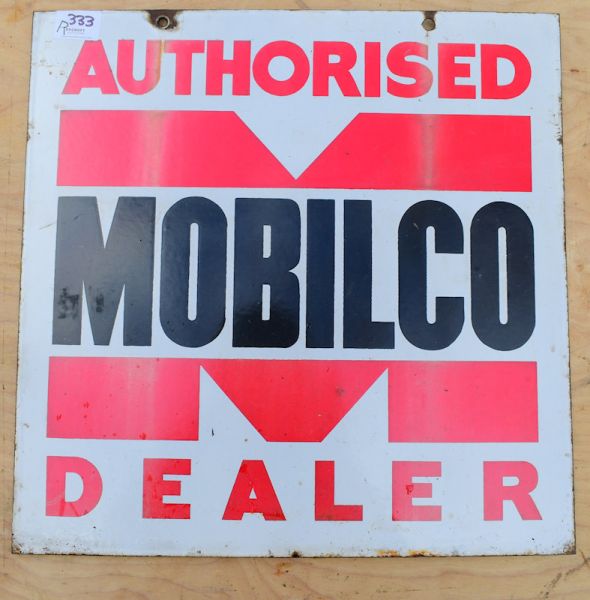 333
AUTHORISED
MOBILCO
DEALER